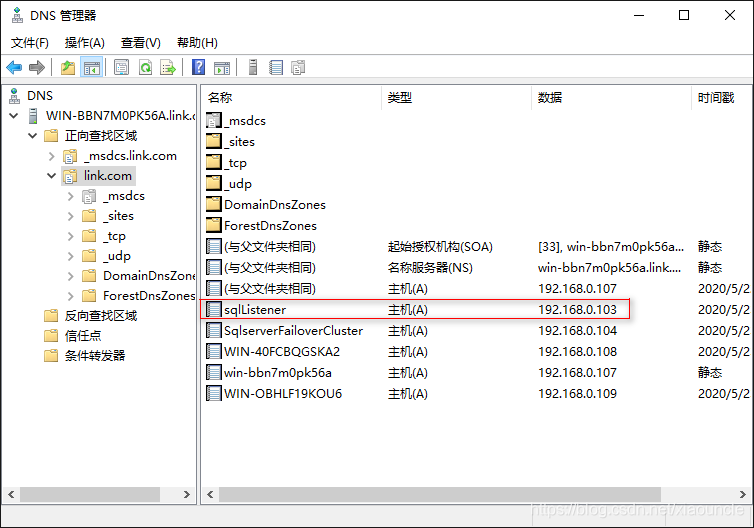 DNS 管理器
文件(F) 操作(A) 查看(V) 帮助(H)
DNS
WIN-BBN7M0PK56A.link.c
正向查找区域
_msdcs.link.com
link.com
_msdcs
_sites
_tcp
_udp
DomainDnsZone
ForestDnsZones
反向查找区域
信任点
条件转发器
名称 类型 数据 时间戳
_msdcs
_sites
_tcp
_udp
DomainDnsZones
ForestDnsZones
(与父文件夹相同) 起始授权机构(SOA) [33], win-bbn7m0pk56a... 静态
(与父文件夹相同) 名称服务器(NS) win-bbn7m0pk56a.link.... 静态
(与父文件夹相同) 主机(A) 192.168.0.107 2020/5/2
sqlListener 主机(A) 192.168.0.103 2020/5/2
SqlserverFailoverCluster 主机(A) 192.168.0.104 2020/5/2
WIN-40FCBQGSKA2 主机(A) 192.168.0.108 2020/5/2
win-bbn7m0pk56a 主机(A) 192.168.0.107 静态
WIN-OBHLF19KOU6 主机(A) 192.168.0.109 2020/5/2
https://blog.csdn.net/xiaouncle